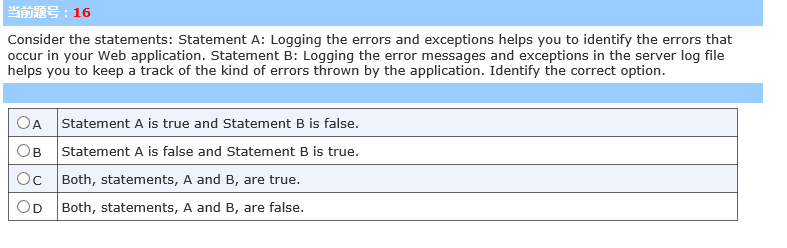 当前题号：16
Consider the statements: Statement A: Logging the errors and exceptions helps you to identify the errors that
occur in your Web application. Statement B: Logging the error messages and exceptions in the server log file
helps you to keep a track of the kind of errors thrown by the application. Identify the correct option.
A Statement A is true and Statement B is false.
B Statement A is false and Statement B is true.
C Both, statements, A and B, are true.
D Both, statements, A and B, are false.